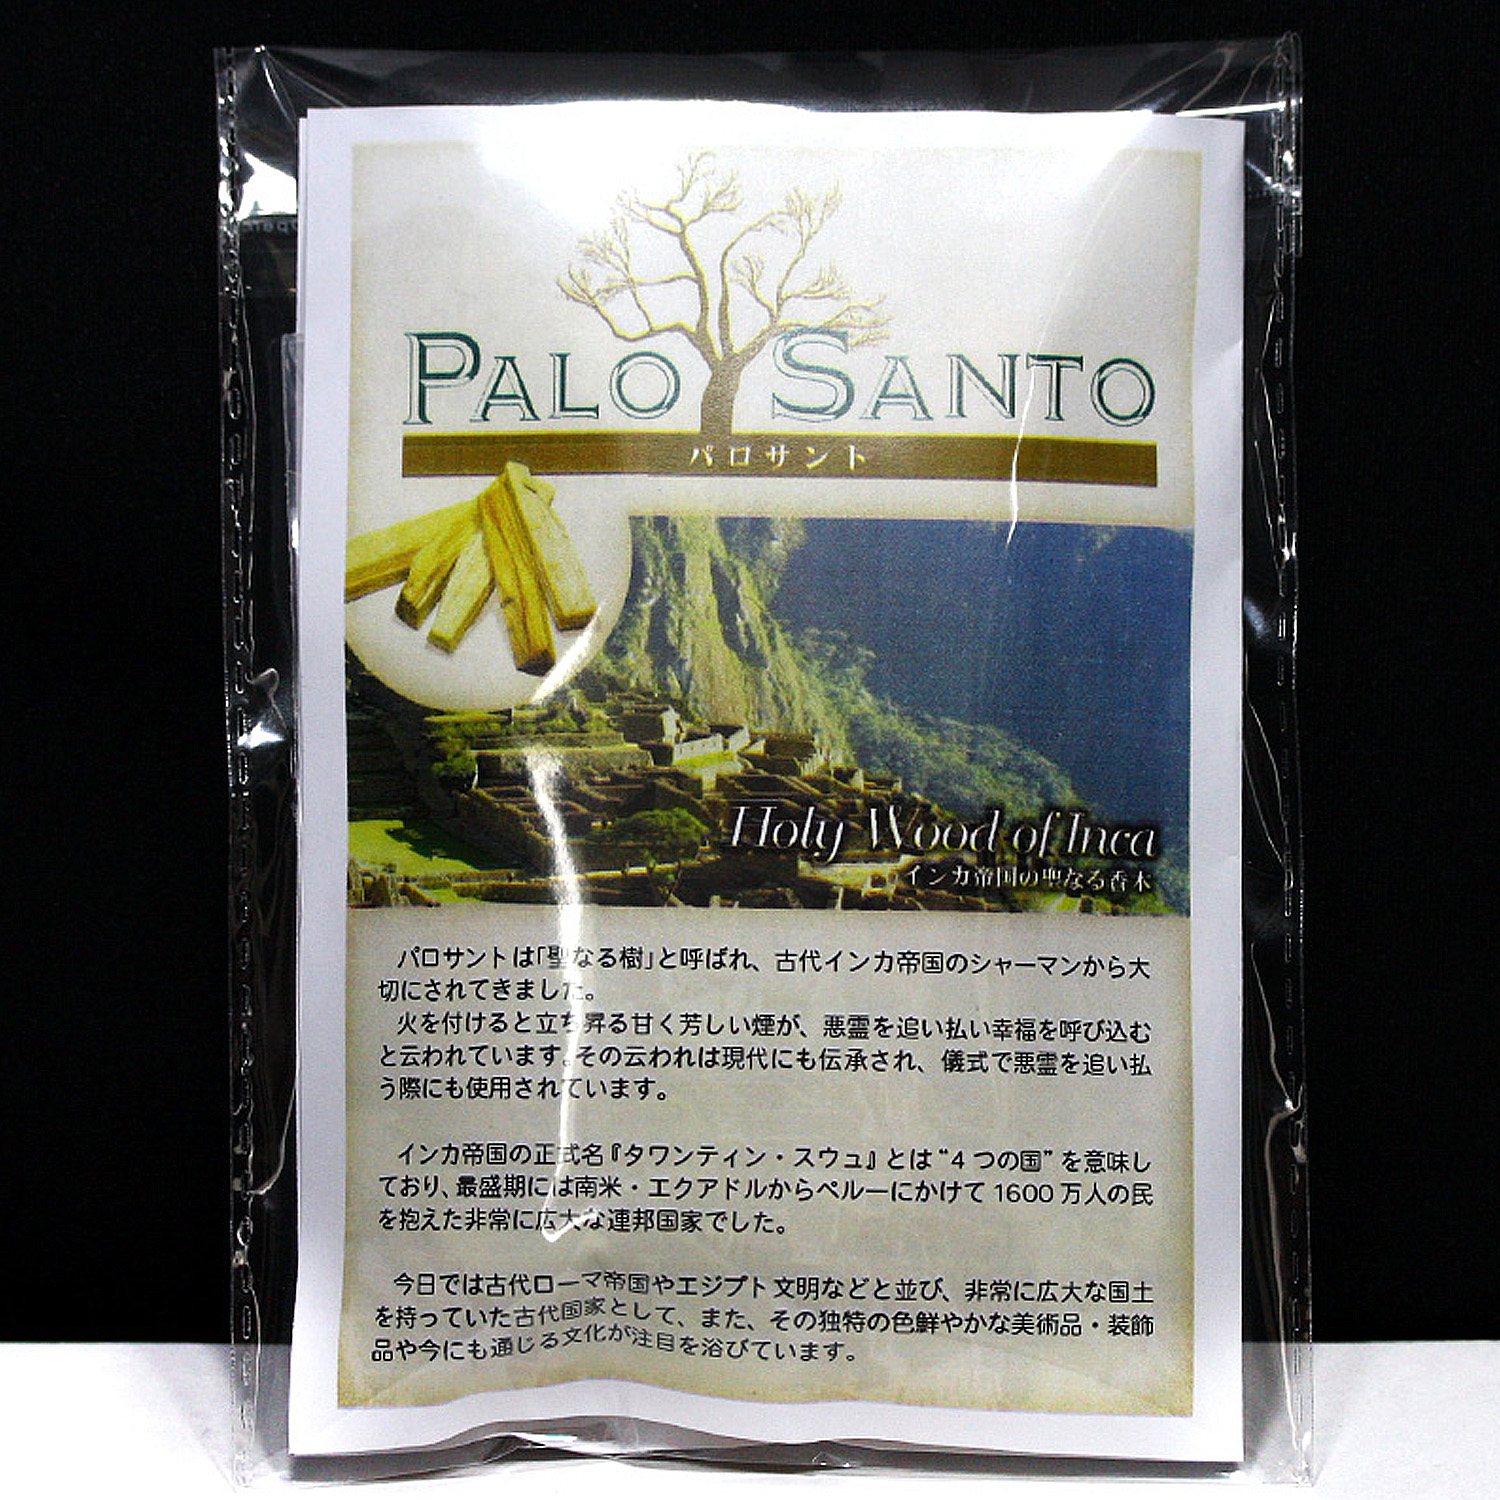 PALO SANTO
パロサント
Holy Wood of Inca
インカ帝国の聖なる香木
パロサントは「聖なる樹」と呼ばれ、古代インカ帝国のシャーマンから大
切にされてきました。
火を付けると立ち昇る甘く芳しい煙が、悪霊を追い払い幸福を呼び込む
と云われています。その云われは現代にも伝承され、儀式で悪霊を追い払
う際にも使用されています。
インカ帝国の正式名『タワンティン・スウュ』とは“4 つの国”を意味し
ており、最盛期には南米・エクアドルからペルーにかけて 1600 万人の民
を抱えた非常に広大な連邦国家でした。
今日では古代ローマ帝国やエジプト文明などと並び、非常に広大な国土
を持っていた古代国家として、また、その独特の色鮮やかな美術品・装飾
品や今にも通じる文化が注目を浴びています。